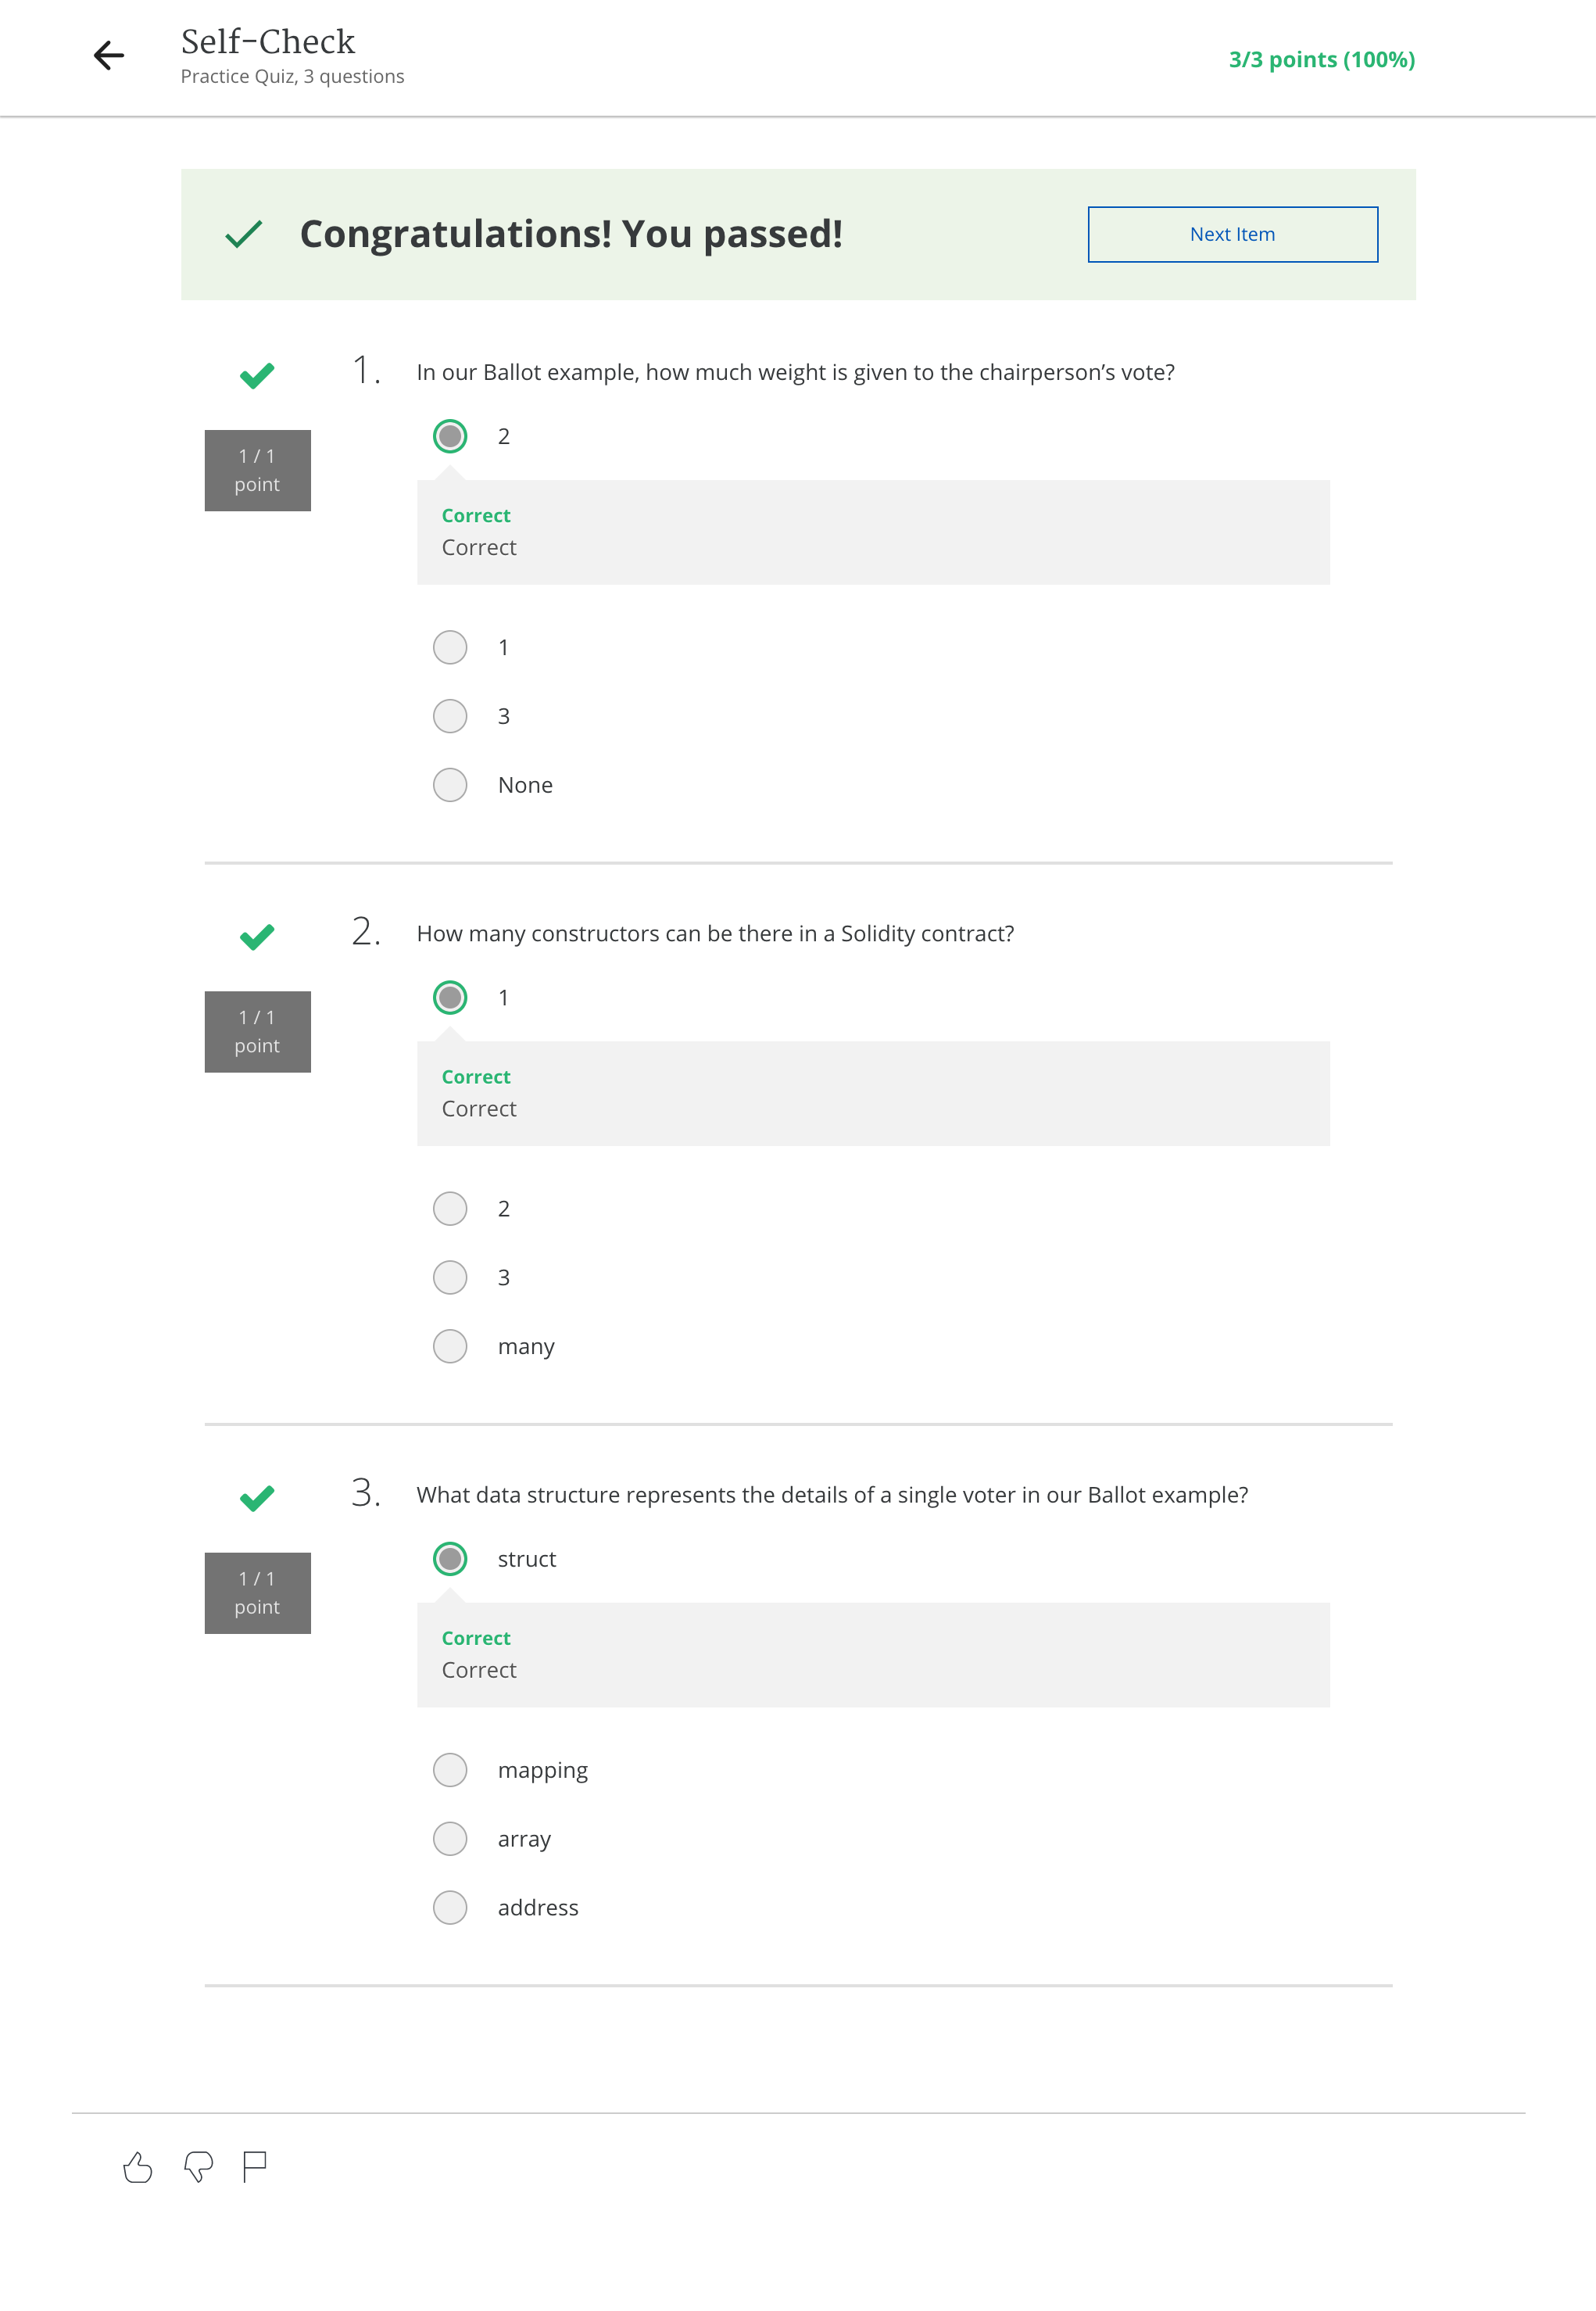 Self-Check
Practice Quiz, 3 questions
3/3 points (100%)
Congratulations! You passed!
Next Item
1.
In our Ballot example, how much weight is given to the chairperson’s vote?
1 / 1
point
2
Correct
Correct
1
3
None
2.
How many constructors can be there in a Solidity contract?
1 / 1
point
1
Correct
Correct
2
3
many
3.
What data structure represents the details of a single voter in our Ballot example?
1 / 1
point
struct
Correct
Correct
mapping
array
address